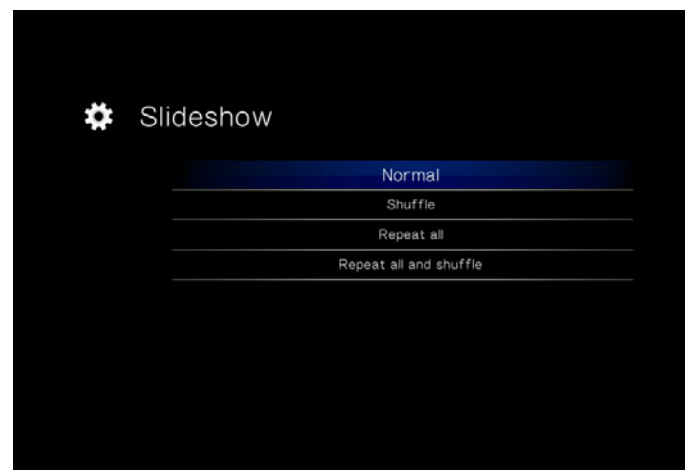 Slideshow
Normal
Shuffle
Repeat all
Repeat all and shuffle